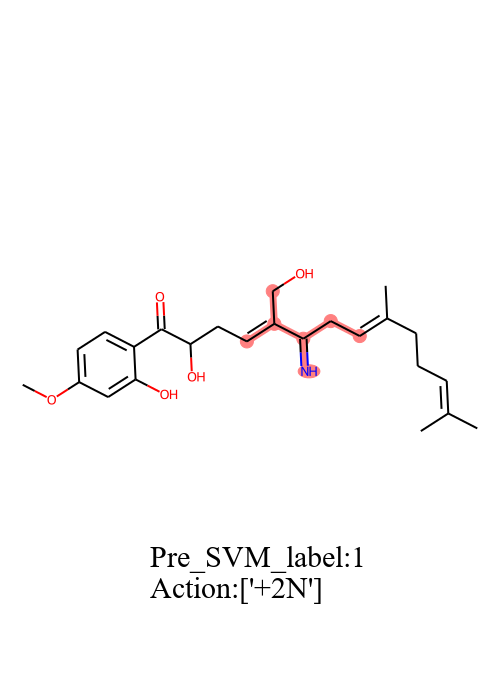 OH
O
NH
OH
OH
O
Pre_SVM_label:1
Action:['+2N']